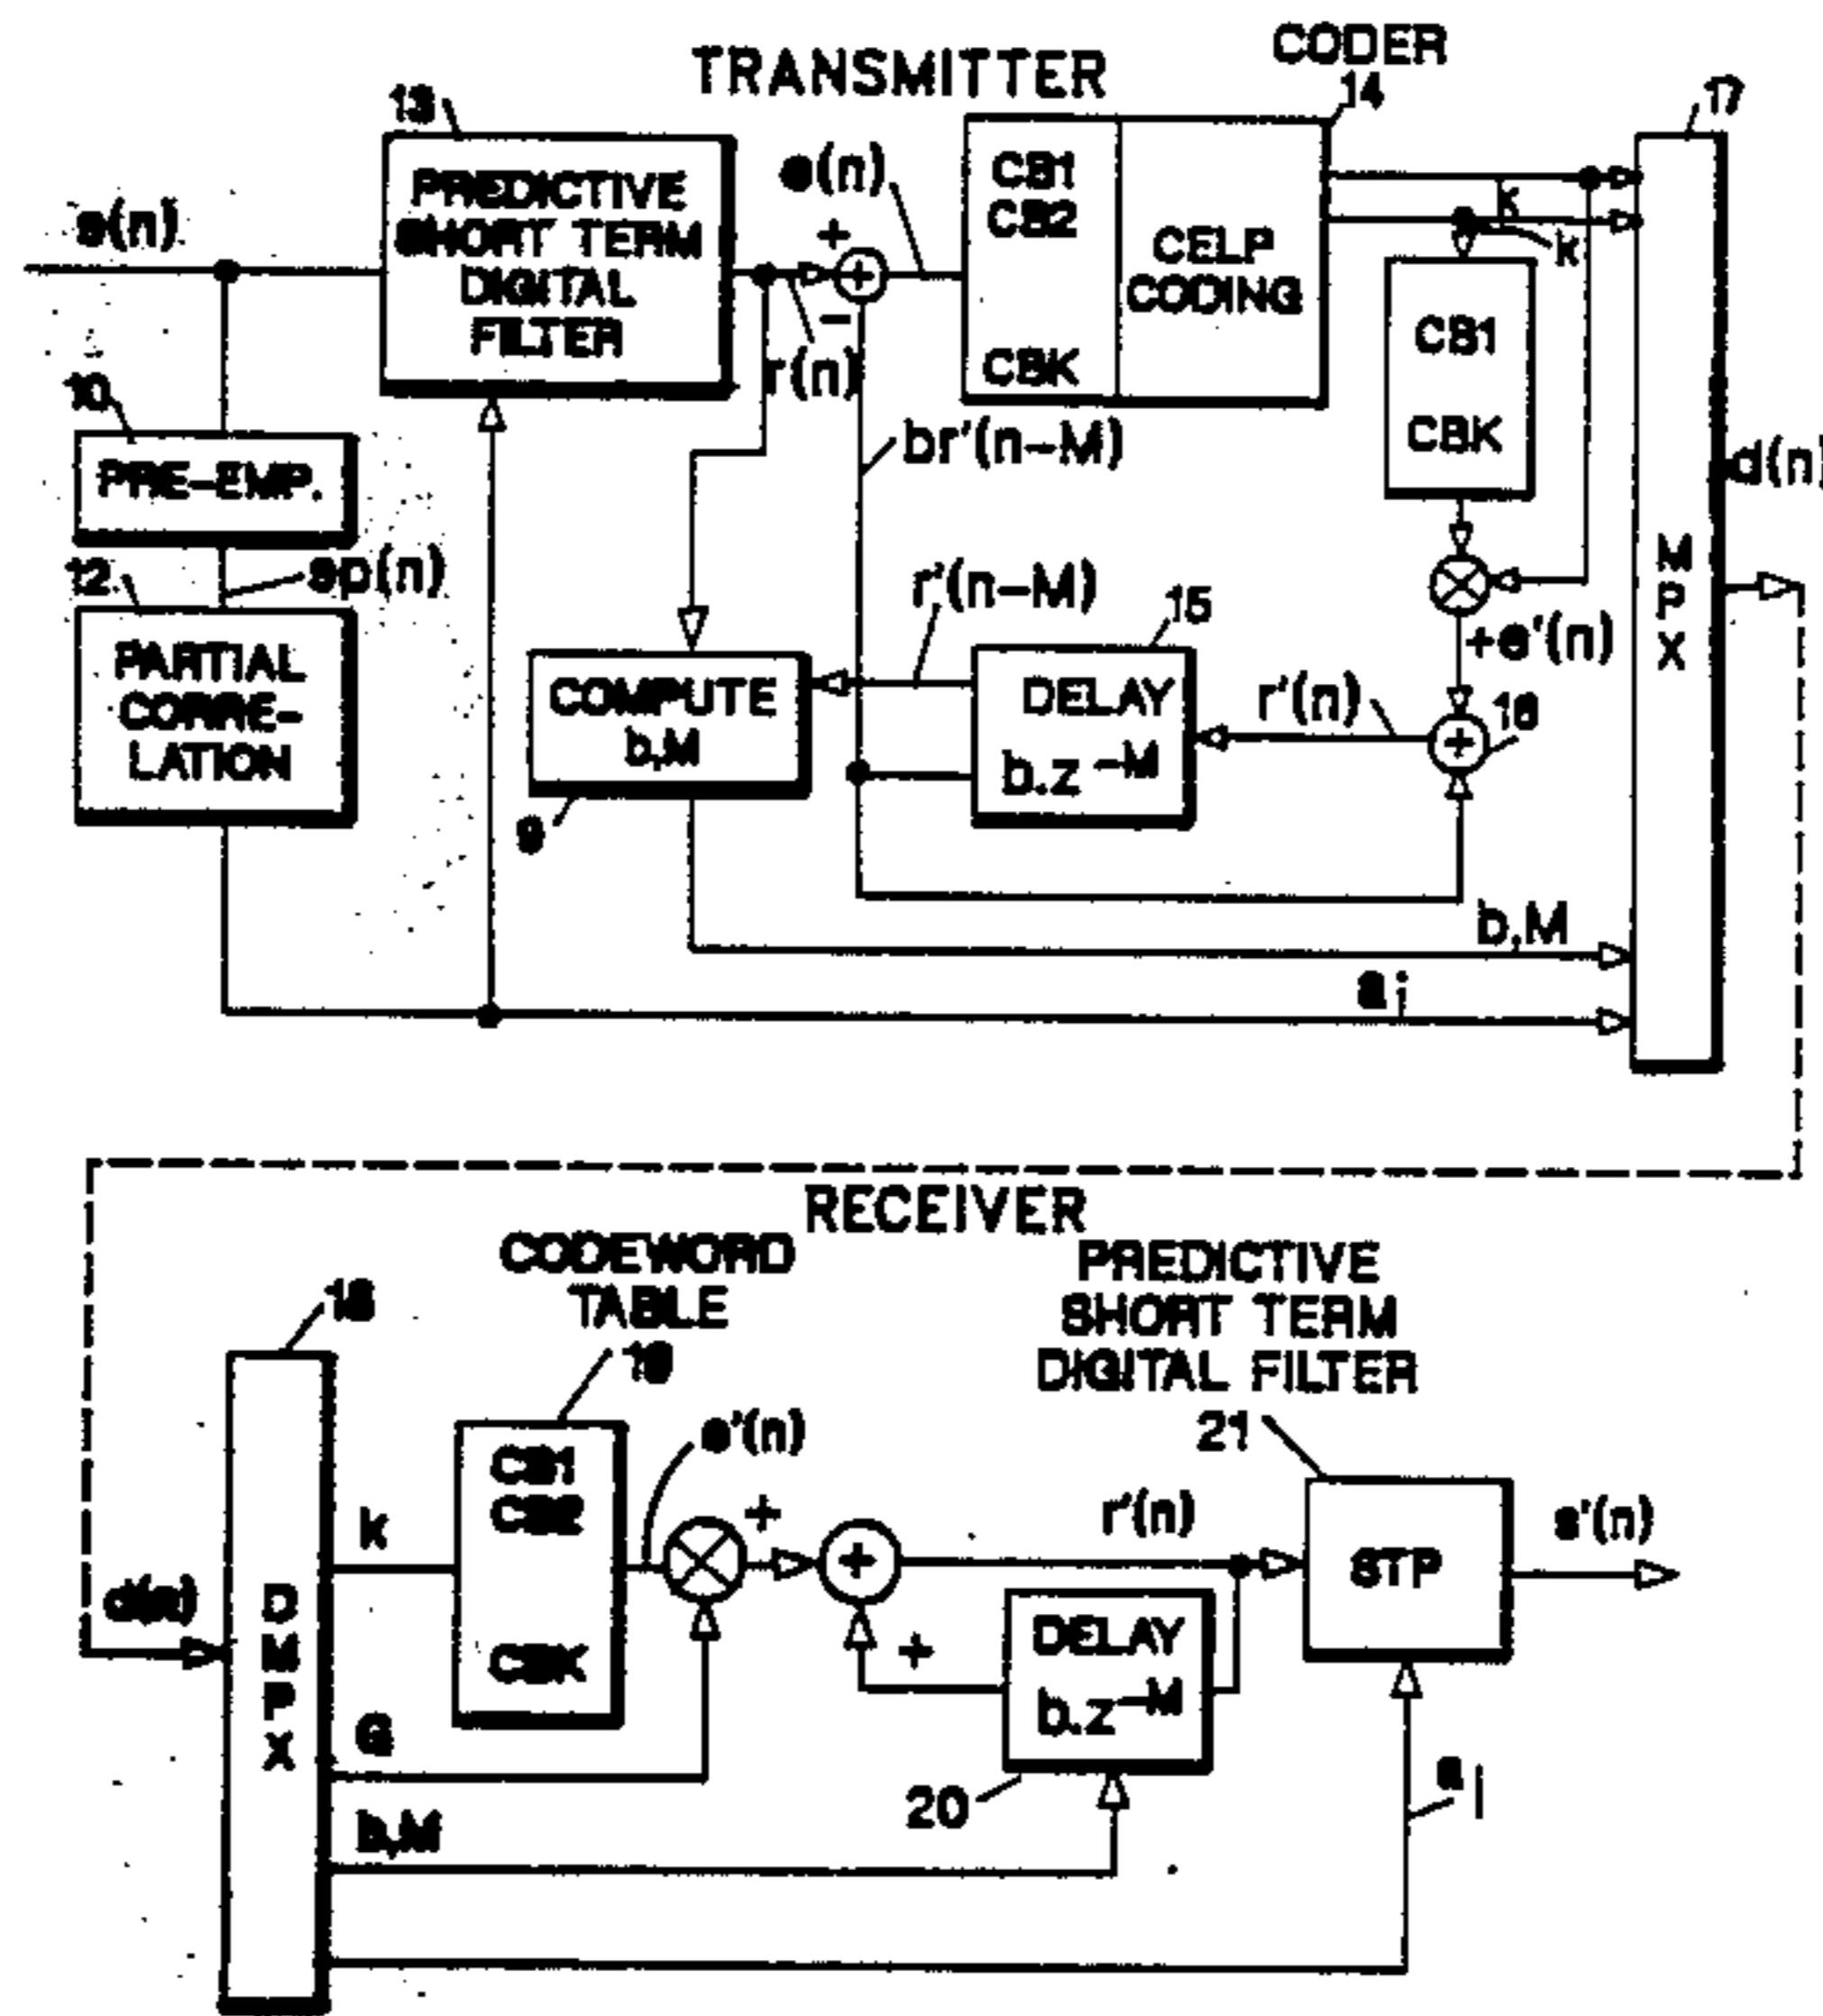 TRANSMITTER
CODER
14
13
17
PREDICTIVE
SHORT TERM
DIGITAL
FILTER
s(n)
e(n)
+
+
−
r(n)
CB1
CB2
CBK
CELP
CODING
k
k
CB1
CBK
10
PRE-EMP.
br'(n-M)
d(n)
12
sp(n)
PARTIAL
CORRE-
LATION
r'(n-M)
15
+e'(n)
M
P
X
COMPUTE
b,M
9
DELAY
b.z-M
r'(n)
+
16
b,M
ai
RECEIVER
CODEWORD
TABLE
19
PREDICTIVE
SHORT TERM
DIGITAL FILTER
21
18
CB1
CB2
CBK
e'(n)
+
+
r'(n)
STP
s'(n)
k
D
M
P
X
+
DELAY
b.z-M
G
20
ai
b,M